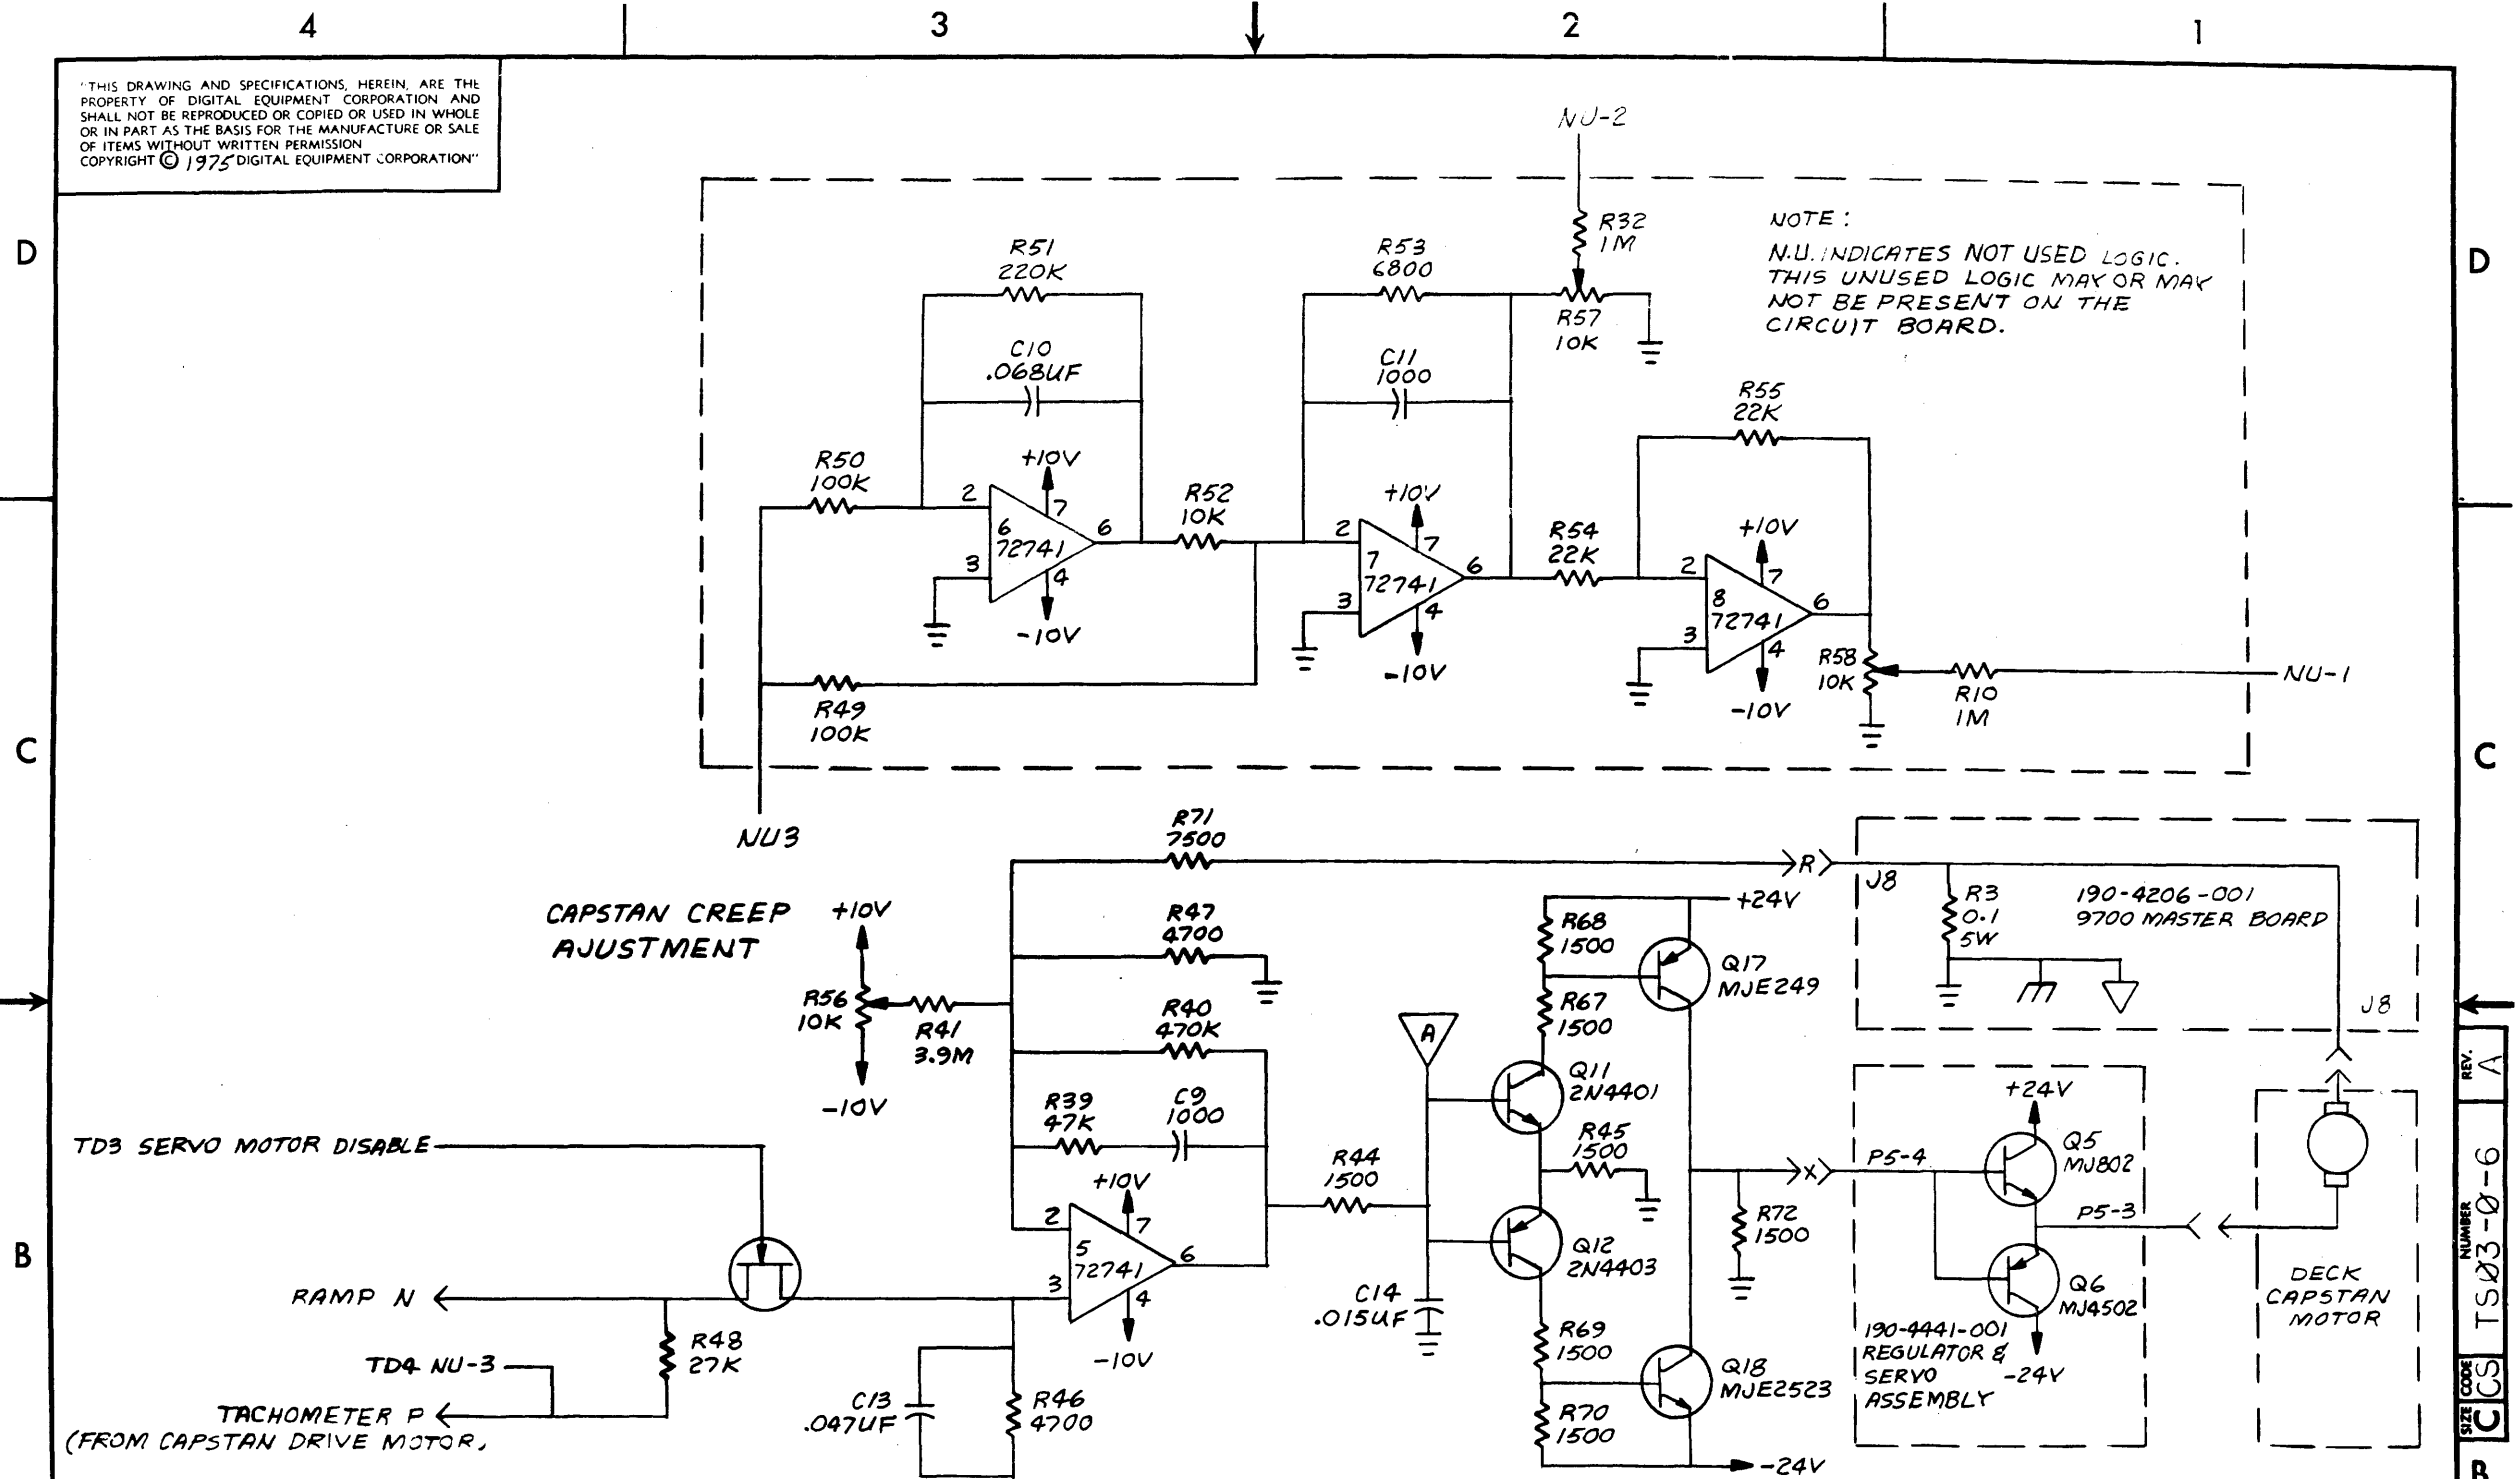 4
3
2
1
"THIS DRAWING AND SPECIFICATIONS, HEREIN, ARE THE
PROPERTY OF DIGITAL EQUIPMENT CORPORATION AND
SHALL NOT BE REPRODUCED OR COPIED OR USED IN WHOLE
OR IN PART AS THE BASIS FOR THE MANUFACTURE OR SALE
OF ITEMS WITHOUT WRITTEN PERMISSION
COPYRIGHT © 1975 DIGITAL EQUIPMENT CORPORATION"
D
D
NU-2
R32
1M
NOTE:
N.U. INDICATES NOT USED LOGIC.
THIS UNUSED LOGIC MAY OR MAY
NOT BE PRESENT ON THE
CIRCUIT BOARD.
R51
220K
C10
.068UF
R53
6800
C11
1000
R57
10K
R55
22K
R50
100K
+10V
2
7
6
72741
6
3
4
-10V
R52
10K
+10V
2
7
7
72741
6
3
4
-10V
R54
22K
+10V
2
7
8
72741
6
3
4
-10V
R58
10K
R10
1M
NU-1
R49
100K
C
C
NU3
R71
7500
R
J8
R3
0.1
5W
190-4206-001
9700 MASTER BOARD
J8
CAPSTAN CREEP
AJUSTMENT
+10V
R56
10K
-10V
R41
3.9M
R47
4700
R40
470K
R39
47K
C9
1000
+24V
R68
1500
Q17
MJE249
R67
1500
A
Q11
2N4401
R45
1500
R44
1500
X
P5-4
+24V
Q5
MJ802
P5-3
R72
1500
Q12
2N4403
Q6
MJ4502
-24V
190-4441-001
REGULATOR &
SERVO
ASSEMBLY
DECK
CAPSTAN
MOTOR
TD3 SERVO MOTOR DISABLE
B
+10V
2
7
5
72741
6
3
4
-10V
RAMP N
R48
27K
TD4 NU-3
TACHOMETER P
(FROM CAPSTAN DRIVE MOTOR,
C13
.047UF
R46
4700
C14
.015UF
R69
1500
R70
1500
Q18
MJE2523
-24V
REV.
A
NUMBER
TS03-0-6
CODE
CS
SIZE
C
B